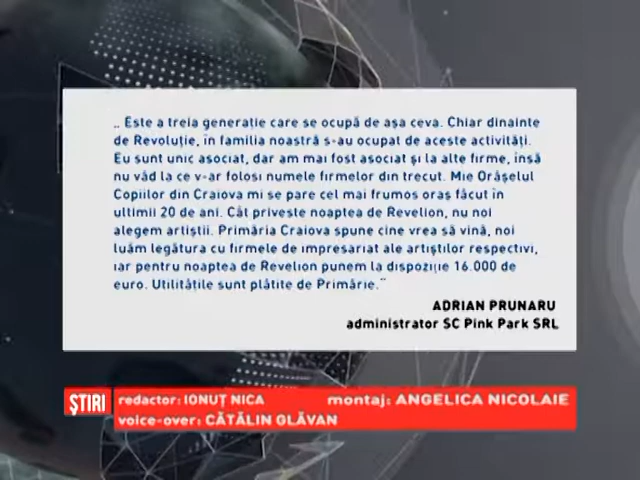 „ Este a treia generație care se ocupă de așa ceva. Chiar dinainte
de Revoluție, în familia noastră s-au ocupat de aceste activități.
Eu sunt unic asociat, dar am mai fost asociat și la alte firme, însă
nu văd la ce v-ar folosi numele firmelor din trecut. Mie Orășelul
Copiilor din Craiova mi se pare cel mai frumos oraș făcut în
ultimii 20 de ani. Cât priveste noaptea de Revelion, nu noi
alegem artiștii. Primăria Craiova spune cine vrea să vină, noi
luăm legătura cu firmele de impresariat ale artiștilor respectivi,
iar pentru noaptea de Revelion punem la dispoziție 16.000 de
euro. Utilitățile sunt plătite de Primărie.”
ADRIAN PRUNARU
administrator SC Pink Park SRL
ȘTIRI
redactor: IONUȚ NICA montaj: ANGELICA NICOLAIE
voice-over: CĂTĂLIN GLĂVAN